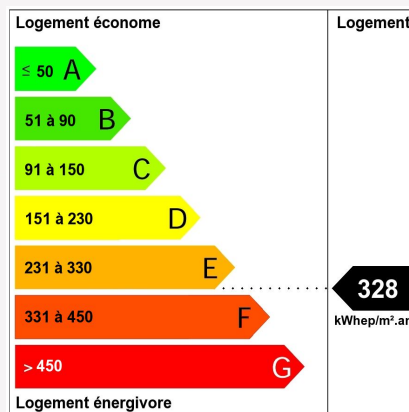 Logement économe
Logement
≤ 50 A
51 à 90 B
91 à 150 C
151 à 230 D
231 à 330 E
328
331 à 450 F
kWhep/m².an
> 450 G
Logement énergivore